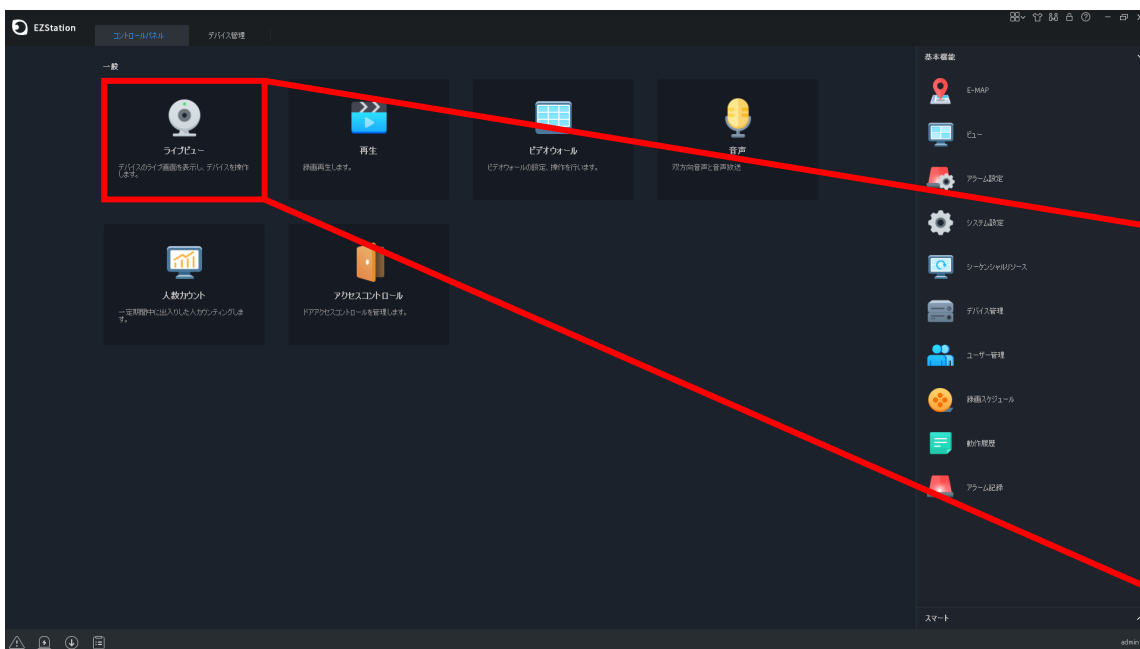 EZStation
コントロールパネル
デバイス管理
一般
ライブビュー
デバイスのライブ画面を表示し、デバイスを操作
します。
再生
録画再生します。
ビデオウォール
ビデオウォールの設定、操作を行います。
音声
双方向音声と音声放送
人数カウント
一定期間中に出入りした人カウンティングしま
す。
アクセスコントロール
ドアアクセスコントロールを管理します。
基本機能
E-MAP
ビュー
アラーム設定
システム設定
シーケンシャルリソース
デバイス管理
ユーザー管理
録画スケジュール
動作履歴
アラーム記録
スマート
admin